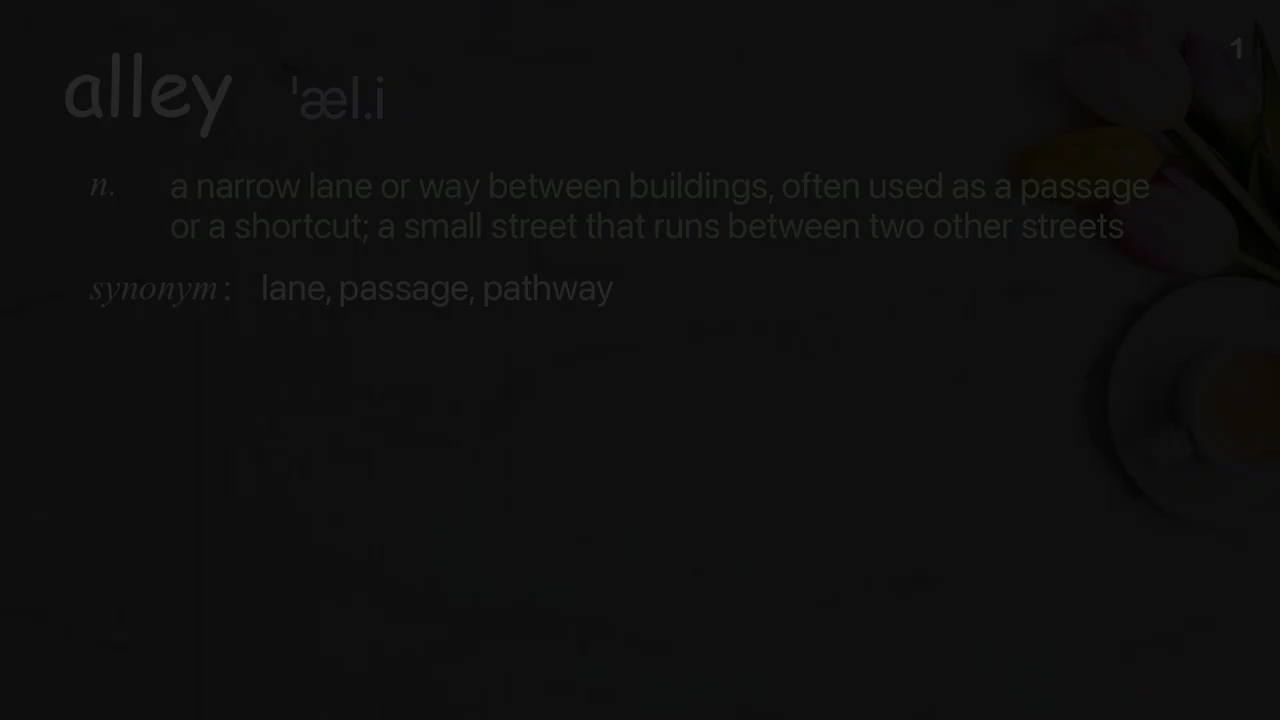 1
alley ˈæl.i
n. a narrow lane or way between buildings, often used as a passage
or a shortcut; a small street that runs between two other streets
synonym : lane, passage, pathway